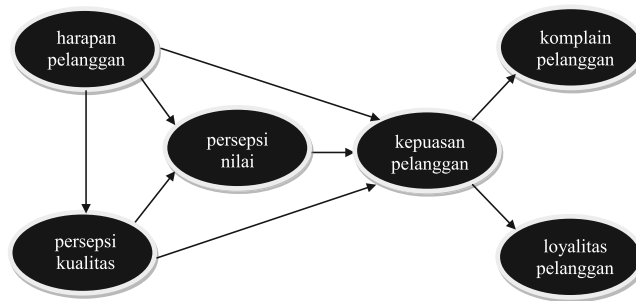 harapan
pelanggan
komplain
pelanggan
persepsi
nilai
kepuasan
pelanggan
persepsi
kualitas
loyalitas
pelanggan